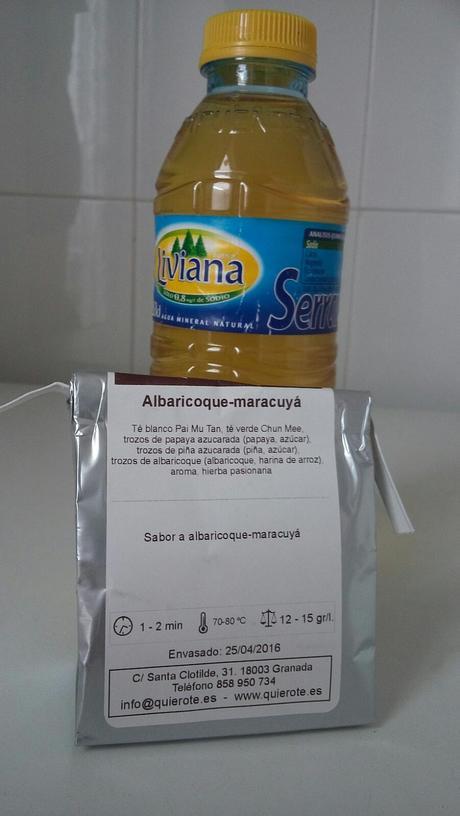 Liviana
0,8 mg/l de SODIO
AGUA MINERAL NATURAL
Sodio
Albaricoque-maracuyá
Té blanco Pai Mu Tan, té verde Chun Mee,
trozos de papaya azucarada (papaya, azúcar),
trozos de piña azucarada (piña, azúcar),
trozos de albaricoque (albaricoque, harina de arroz),
aroma, hierba pasionaria
Sabor a albaricoque-maracuyá
1 - 2 min 70-80 ºC 12 - 15 gr/l.
Envasado: 25/04/2016
C/ Santa Clotilde, 31. 18003 Granada
Teléfono 858 950 734
info@quierote.es - www.quierote.es